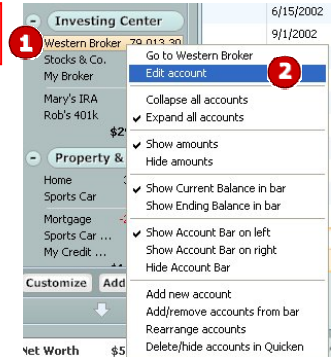 6/15/2002
Investing Center
9/1/2002
1
Western Broker 79,013.30
Go to Western Broker
Stocks & Co.
Edit account
2
My Broker
Collapse all accounts
Mary's IRA
Expand all accounts
Rob's 401k
$2
Show amounts
Property &
Hide amounts
Home
Show Current Balance in bar
Sports Car
Show Ending Balance in bar
Mortgage -2
Show Account Bar on left
Sports Car ...
Show Account Bar on right
My Credit ...
Hide Account Bar
Customize Add
Add new account
Add/remove accounts from bar
Rearrange accounts
Net Worth $5
Delete/hide accounts in Quicken